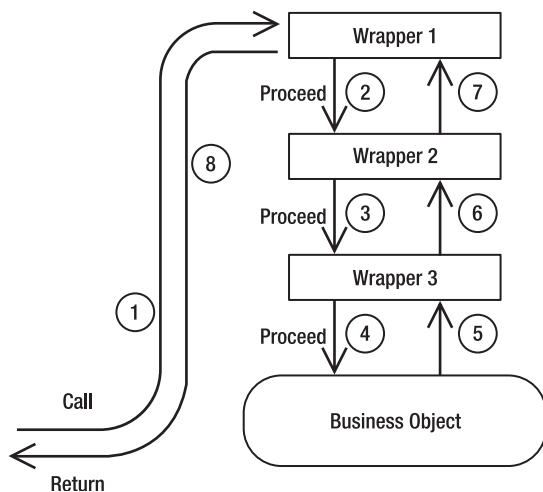 Wrapper 1
Proceed
2
7
8
Wrapper 2
Proceed
3
6
Wrapper 3
1
Proceed
4
5
Call
Business Object
Return